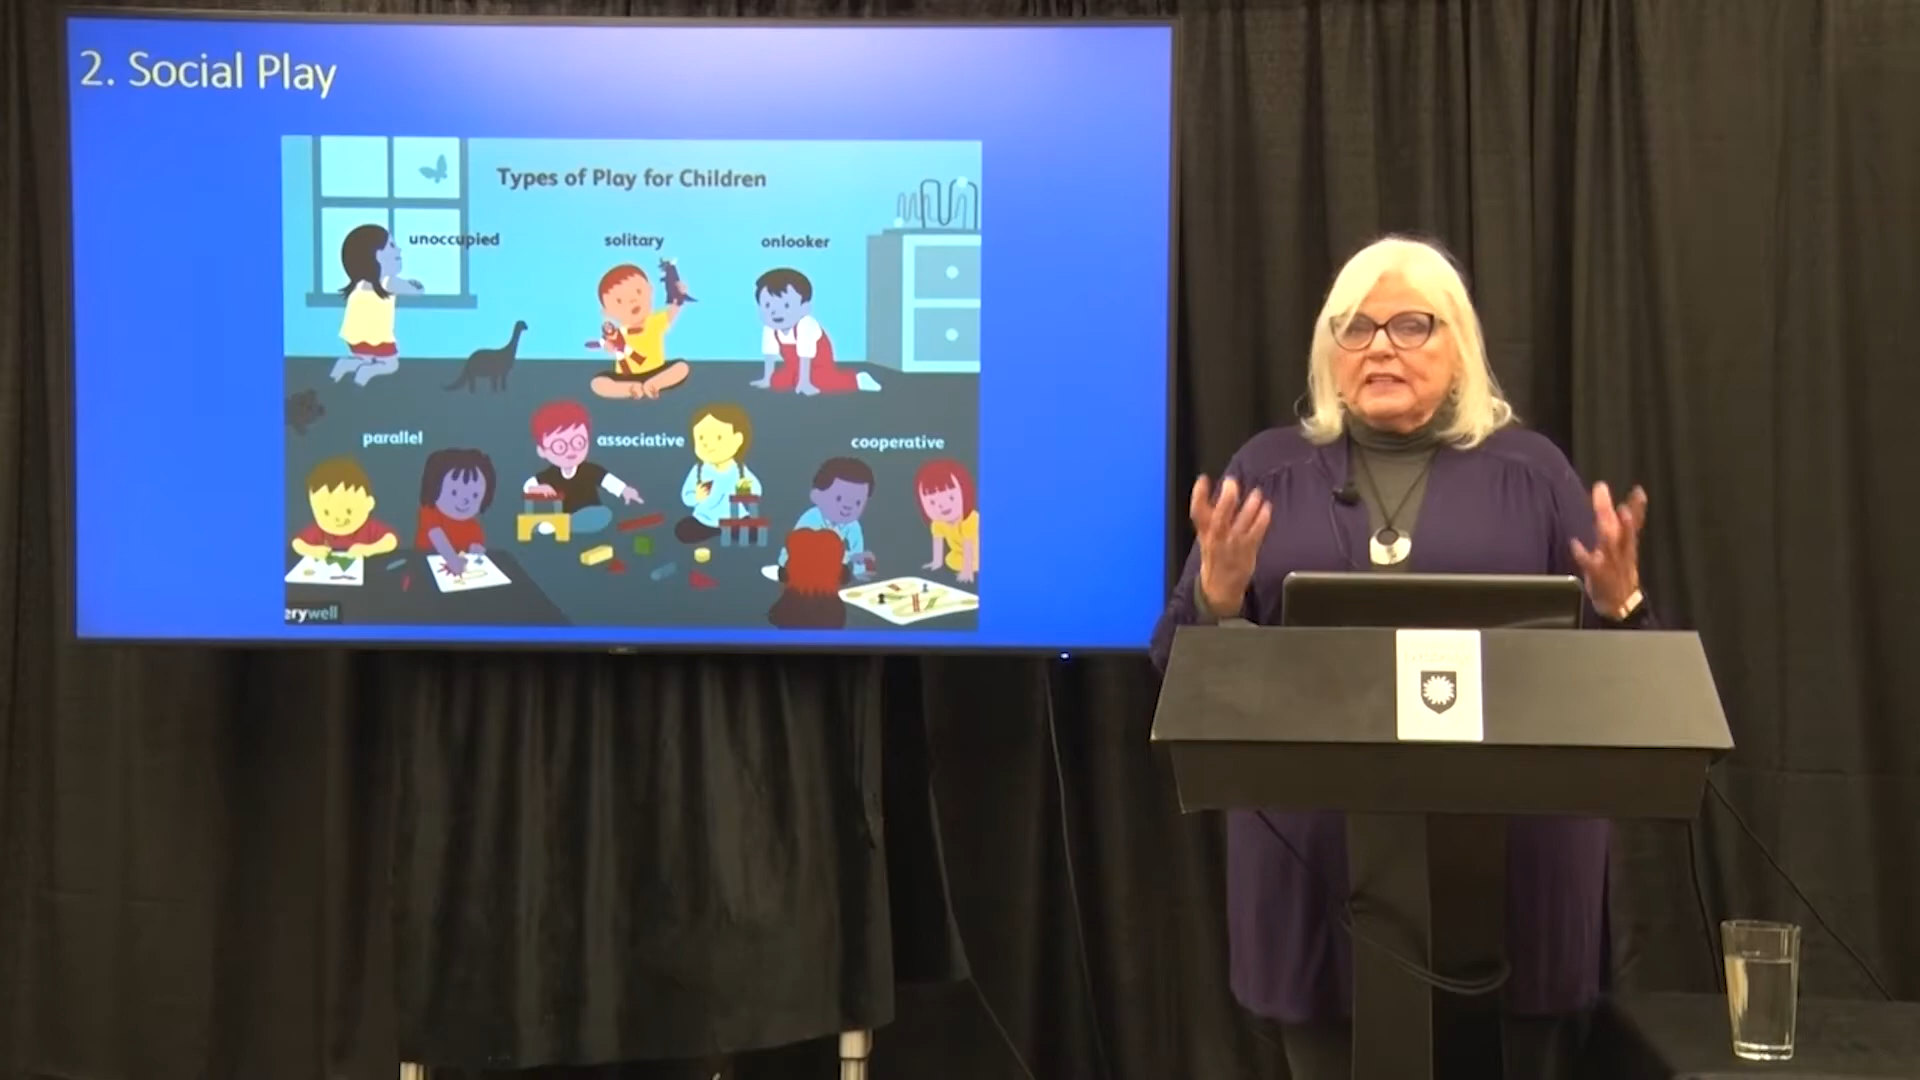 2. Social Play
Types of Play for Children
unoccupied
solitary
onlooker
parallel
associative
cooperative
erywell